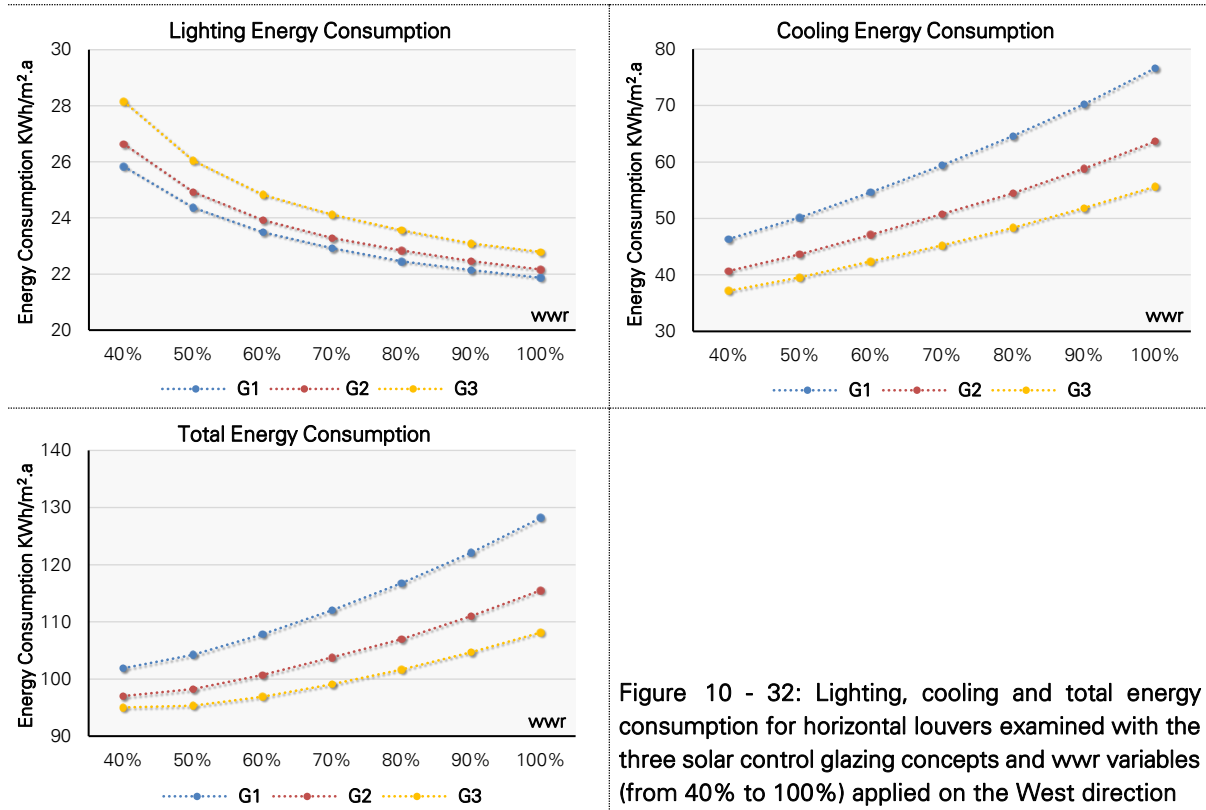 Lighting Energy Consumption
Energy Consumption KWh/m².a
30
28
26
24
22
20
wwr
40% 50% 60% 70% 80% 90% 100%
G1 G2 G3
Cooling Energy Consumption
Energy Consumption KWh/m².a
80
70
60
50
40
30
wwr
40% 50% 60% 70% 80% 90% 100%
G1 G2 G3
Total Energy Consumption
Energy Consumption KWh/m².a
140
130
120
110
100
90
wwr
40% 50% 60% 70% 80% 90% 100%
G1 G2 G3
Figure 10 - 32: Lighting, cooling and total energy
consumption for horizontal louvers examined with the
three solar control glazing concepts and wwr variables
(from 40% to 100%) applied on the West direction